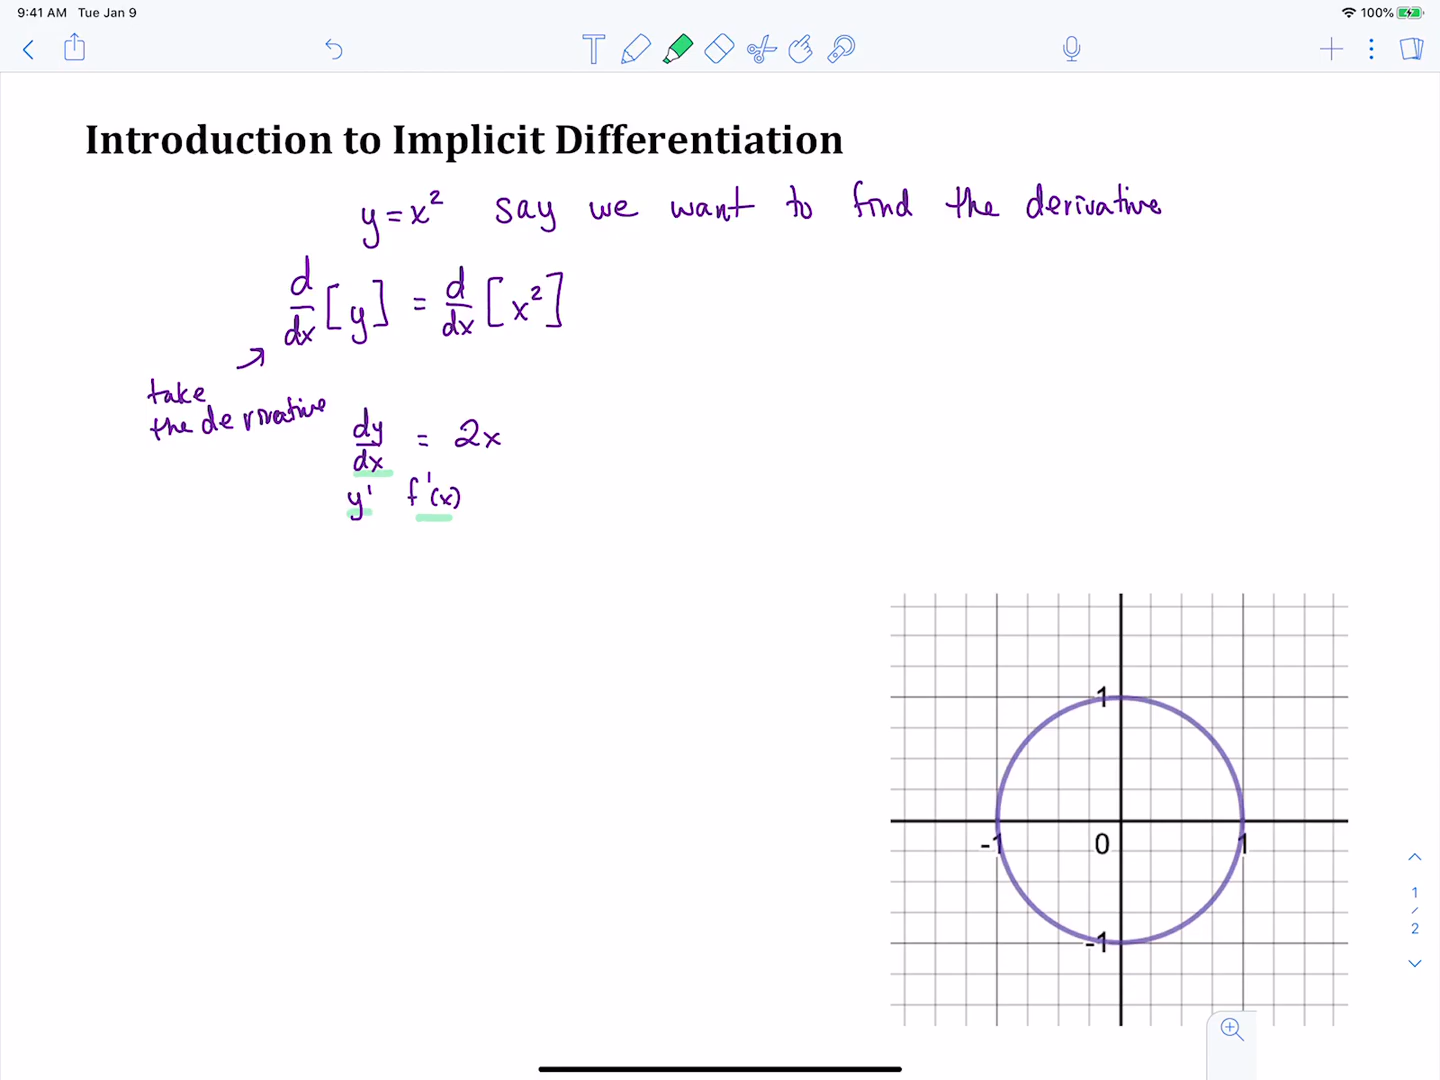 9:41 AM Tue Jan 9
100%
Introduction to Implicit Differentiation
y = x² say we want to find the derivative
d/dx [y] = d/dx [x²]
take
the derivative
dy/dx = 2x
y' f'(x)
1
-1 0 1
-1
1
/
2